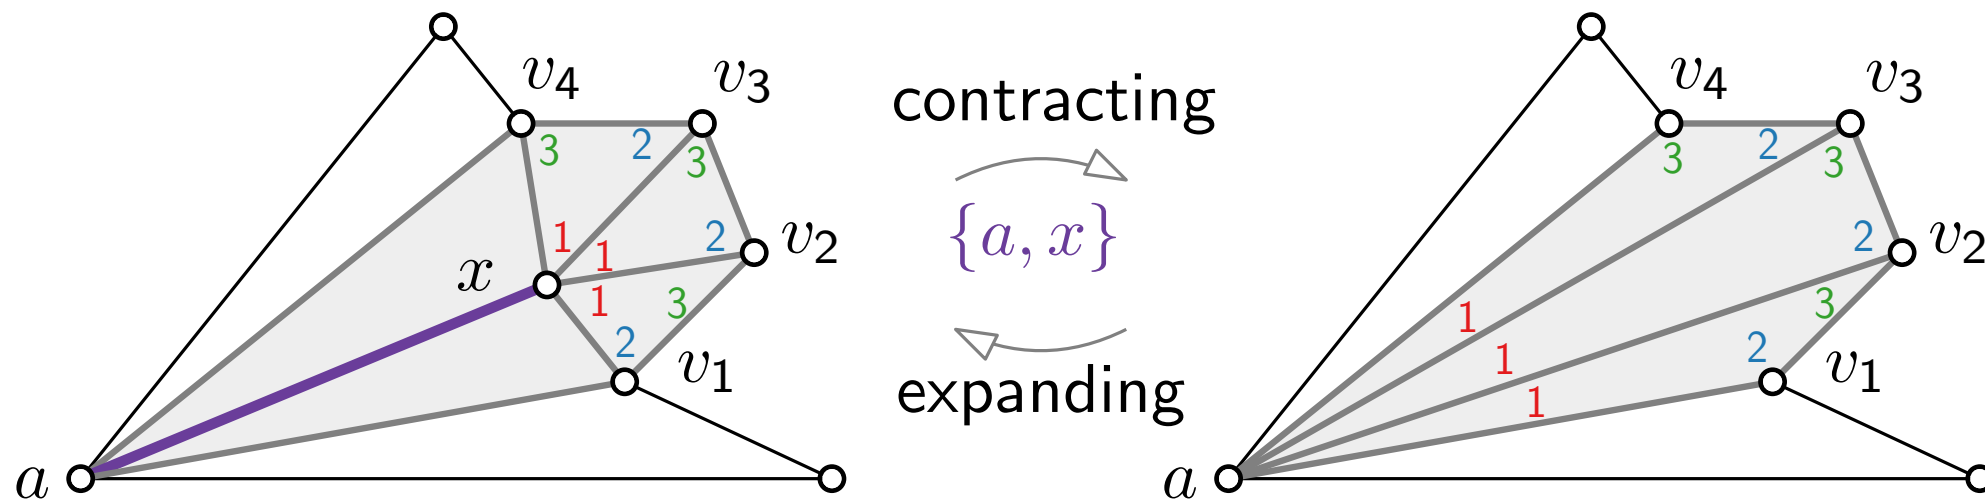 v₄
v₃
3
2
3
1
1
2
v₂
x
1
3
2
v₁
a
contracting
{a, x}
expanding
v₄
v₃
3
2
3
2
v₂
1
3
1
2
v₁
1
a